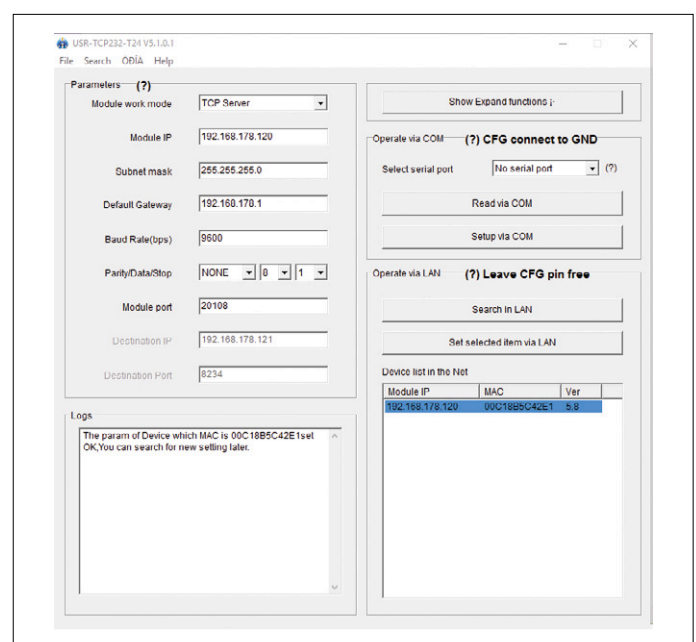 USR-TCP232-T24 V5.1.0.1
File Search ÓÐÏÂ Help
Parameters (?)
Module work mode TCP Server
Module IP 192.168.178.120
Subnet mask 255.255.255.0
Default Gateway 192.168.178.1
Baud Rate(bps) 9600
Parity/Data/Stop NONE 8 1
Module port 20108
Destination IP 192.168.178.121
Destination Port 8234
Logs
The param of Device which MAC is 00C18B5C42E1set
OK,You can search for new setting later.
Show Expand functions ¡·
Operate via COM (?) CFG connect to GND
Select serial port No serial port (?)
Read via COM
Setup via COM
Operate via LAN (?) Leave CFG pin free
Search in LAN
Set selected item via LAN
Device list in the Net
Module IP MAC Ver
192.168.178.120 00C18B5C42E1 5.8